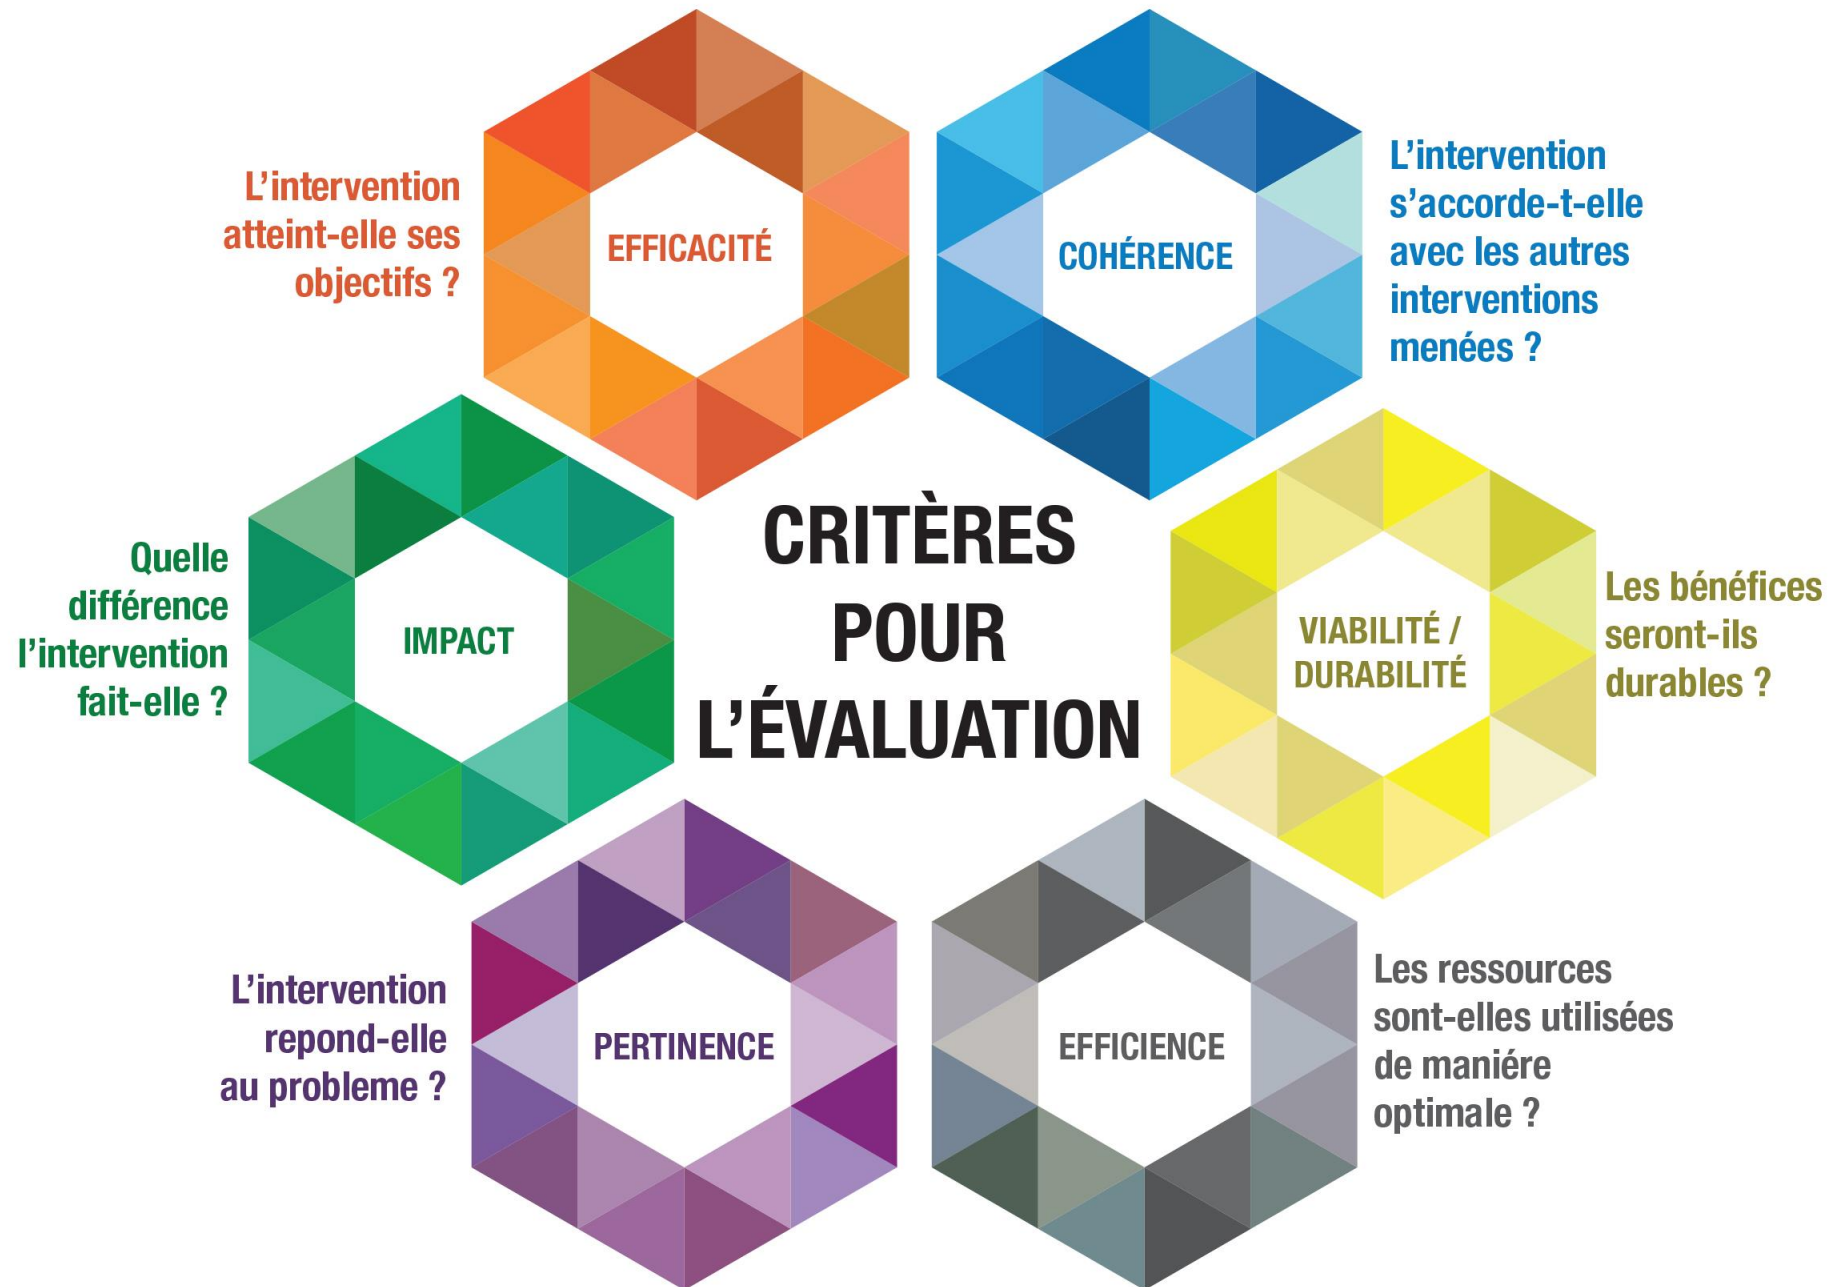 L’intervention
atteint-elle ses
objectifs ?
EFFICACITÉ
COHÉRENCE
L’intervention
s’accorde-t-elle
avec les autres
interventions
menées ?
Quelle
différence
l’intervention
fait-elle ?
IMPACT
CRITÈRES
POUR
L’ÉVALUATION
VIABILITÉ /
DURABILITÉ
Les bénéfices
seront-ils
durables ?
L’intervention
repond-elle
au probleme ?
PERTINENCE
EFFICIENCE
Les ressources
sont-elles utilisées
de maniére
optimale ?